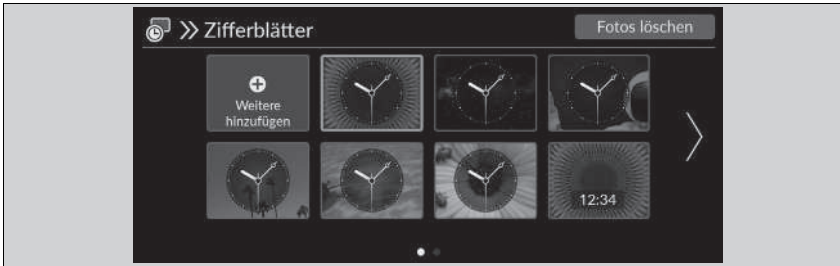 Zifferblätter
Fotos löschen
Weitere
hinzufügen
12:34